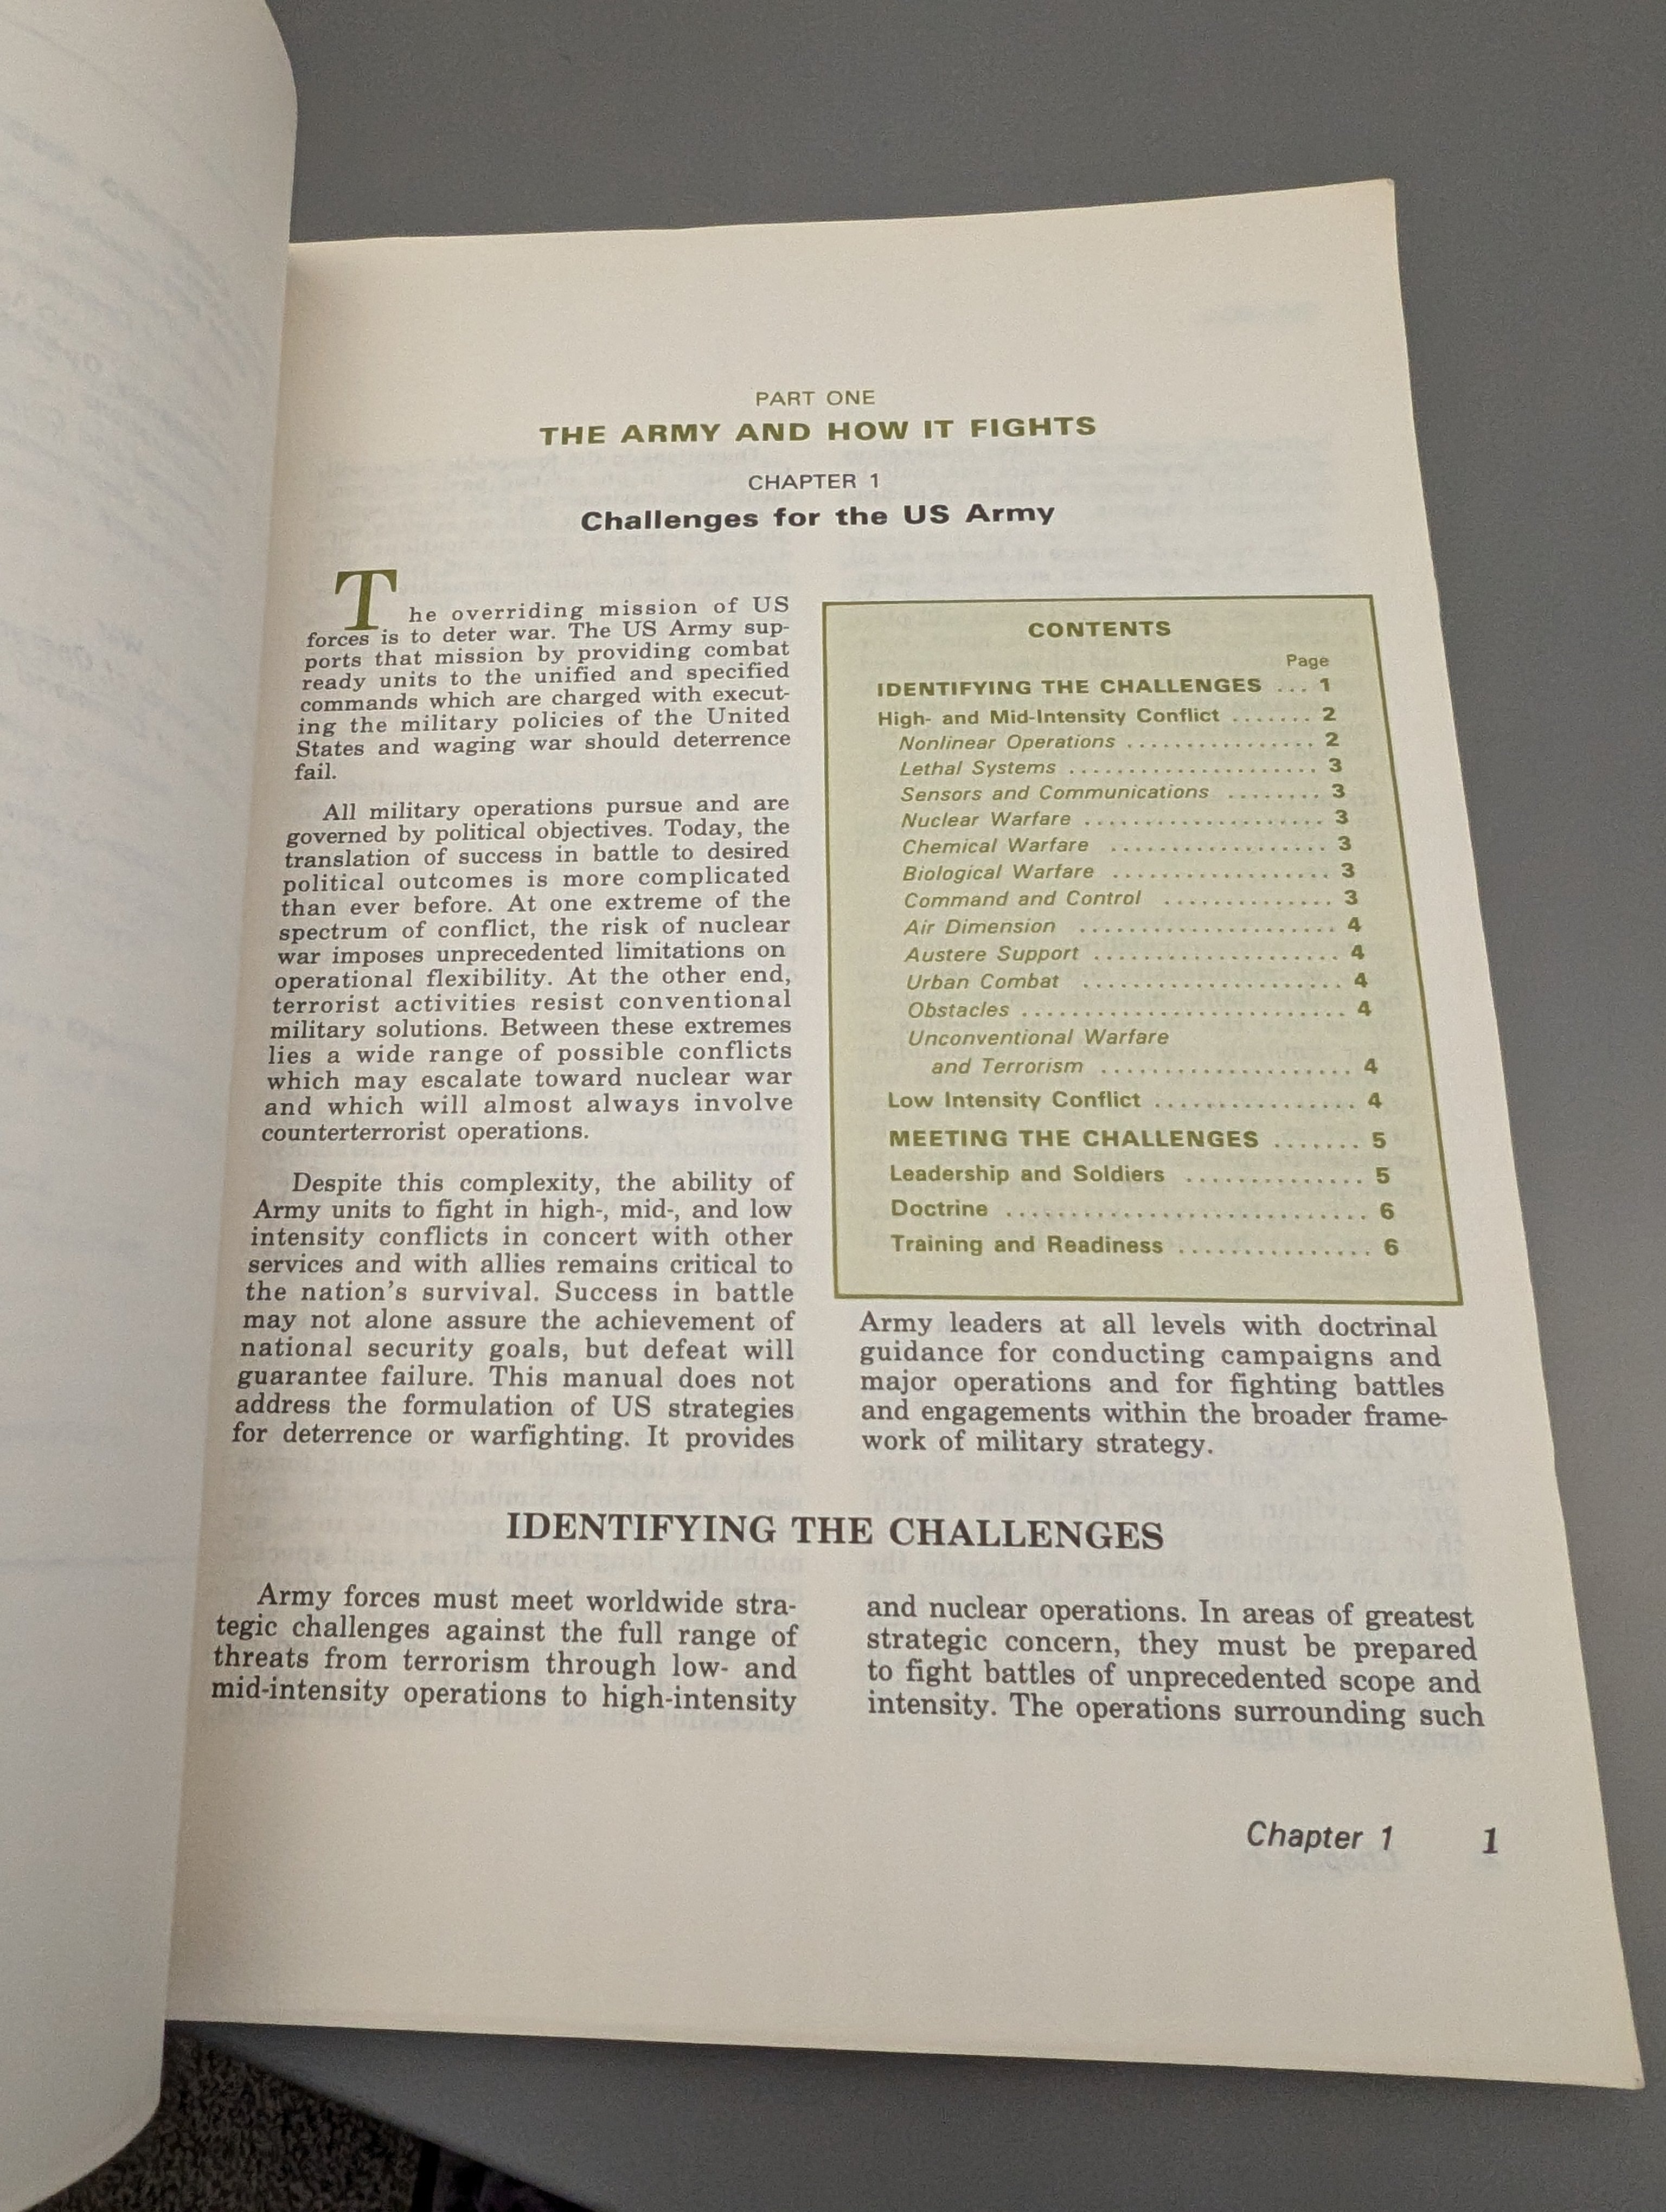 PART ONE
THE ARMY AND HOW IT FIGHTS
CHAPTER 1
Challenges for the US Army
The overriding mission of US
forces is to deter war. The US Army sup-
ports that mission by providing combat
ready units to the unified and specified
commands which are charged with execut-
ing the military policies of the United
States and waging war should deterrence
fail.
All military operations pursue and are
governed by political objectives. Today, the
translation of success in battle to desired
political outcomes is more complicated
than ever before. At one extreme of the
spectrum of conflict, the risk of nuclear
war imposes unprecedented limitations on
operational flexibility. At the other end,
terrorist activities resist conventional
military solutions. Between these extremes
lies a wide range of possible conflicts
which may escalate toward nuclear war
and which will almost always involve
counterterrorist operations.
Despite this complexity, the ability of
Army units to fight in high-, mid-, and low
intensity conflicts in concert with other
services and with allies remains critical to
the nation's survival. Success in battle
may not alone assure the achievement of
national security goals, but defeat will
guarantee failure. This manual does not
address the formulation of US strategies
for deterrence or warfighting. It provides
CONTENTS
Page
IDENTIFYING THE CHALLENGES ... 1
High- and Mid-Intensity Conflict ....... 2
Nonlinear Operations ................ 2
Lethal Systems ..................... 3
Sensors and Communications ........ 3
Nuclear Warfare .................... 3
Chemical Warfare .................. 3
Biological Warfare .................. 3
Command and Control .............. 3
Air Dimension ..................... 4
Austere Support .................... 4
Urban Combat ..................... 4
Obstacles .......................... 4
Unconventional Warfare
and Terrorism ..................... 4
Low Intensity Conflict ................ 4
MEETING THE CHALLENGES ....... 5
Leadership and Soldiers .............. 5
Doctrine ............................ 6
Training and Readiness ............... 6
Army leaders at all levels with doctrinal
guidance for conducting campaigns and
major operations and for fighting battles
and engagements within the broader frame-
work of military strategy.
IDENTIFYING THE CHALLENGES
Army forces must meet worldwide stra-
tegic challenges against the full range of
threats from terrorism through low- and
mid-intensity operations to high-intensity
and nuclear operations. In areas of greatest
strategic concern, they must be prepared
to fight battles of unprecedented scope and
intensity. The operations surrounding such
Chapter 1 1